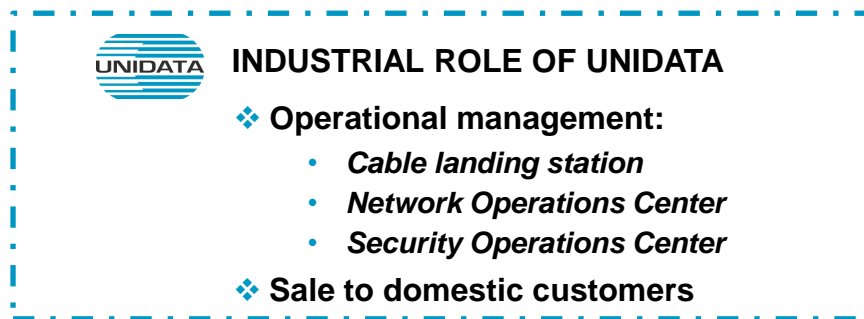 UNIDATA
INDUSTRIAL ROLE OF UNIDATA
❖ Operational management:
• Cable landing station
• Network Operations Center
• Security Operations Center
❖ Sale to domestic customers